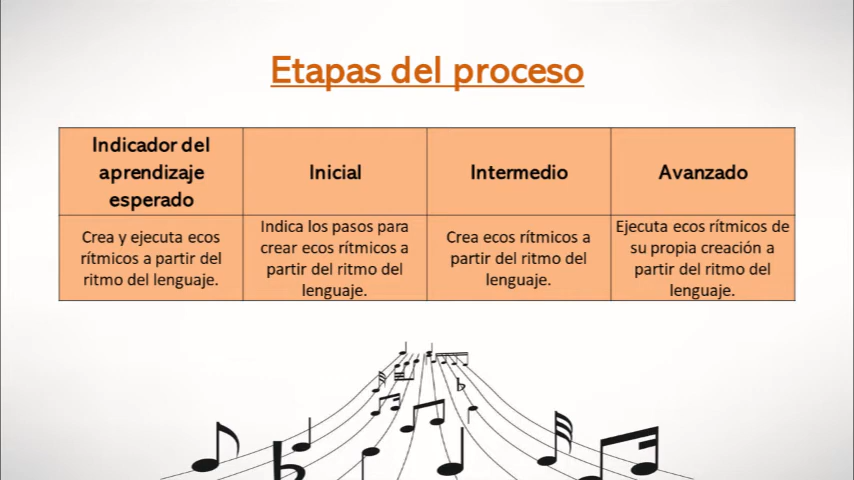 Etapas del proceso
Indicador del
aprendizaje
esperado
Inicial
Intermedio
Avanzado
Crea y ejecuta ecos
rítmicos a partir del
ritmo del lenguaje.
Indica los pasos para
crear ecos rítmicos a
partir del ritmo del
lenguaje.
Crea ecos rítmicos a
partir del ritmo del
lenguaje.
Ejecuta ecos rítmicos de
su propia creación a
partir del ritmo del
lenguaje.